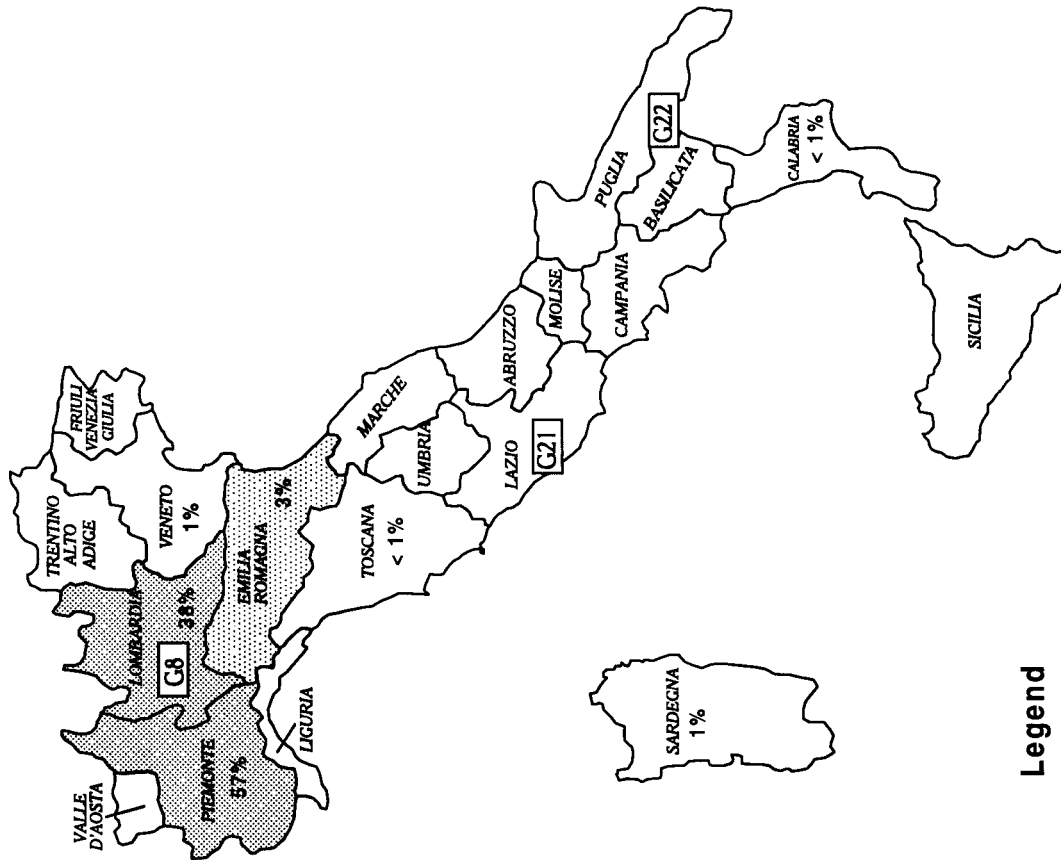 VALLE
D'AOSTA
PIEMONTE
57%
LIGURIA
LOMBARDIA
38%
G8
TRENTINO
ALTO
ADIGE
VENETO
1%
FRIULI
VENEZIA
GIULIA
EMILIA
ROMAGNA
3%
TOSCANA
< 1%
MARCHE
UMBRIA
LAZIO
G21
ABRUZZO
MOLISE
CAMPANIA
PUGLIA
G22
BASILICATA
CALABRIA
< 1%
SICILIA
SARDEGNA
1%
Legend